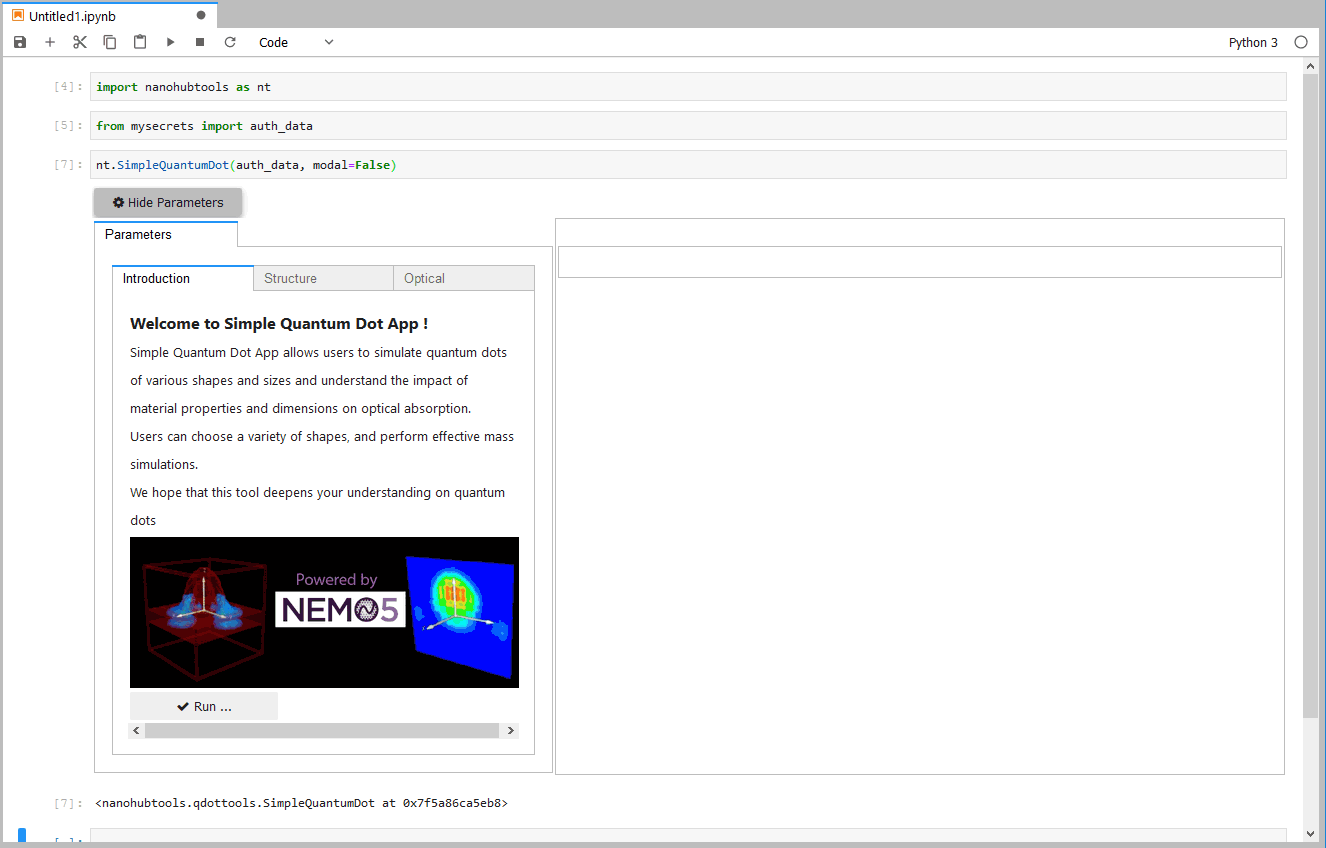 Untitled1.ipynb
Code
Python 3
[4]: import nanohubtools as nt
[5]: from mysecrets import auth_data
[7]: nt.SimpleQuantumDot(auth_data, modal=False)
Hide Parameters
Parameters
Introduction Structure Optical
Welcome to Simple Quantum Dot App !
Simple Quantum Dot App allows users to simulate quantum dots
of various shapes and sizes and understand the impact of
material properties and dimensions on optical absorption.
Users can choose a variety of shapes, and perform effective mass
simulations.
We hope that this tool deepens your understanding on quantum
dots
Powered by
NEMO5
Run ...
[7]: <nanohubtools.qdottools.SimpleQuantumDot at 0x7f5a86ca5eb8>
[ ]: